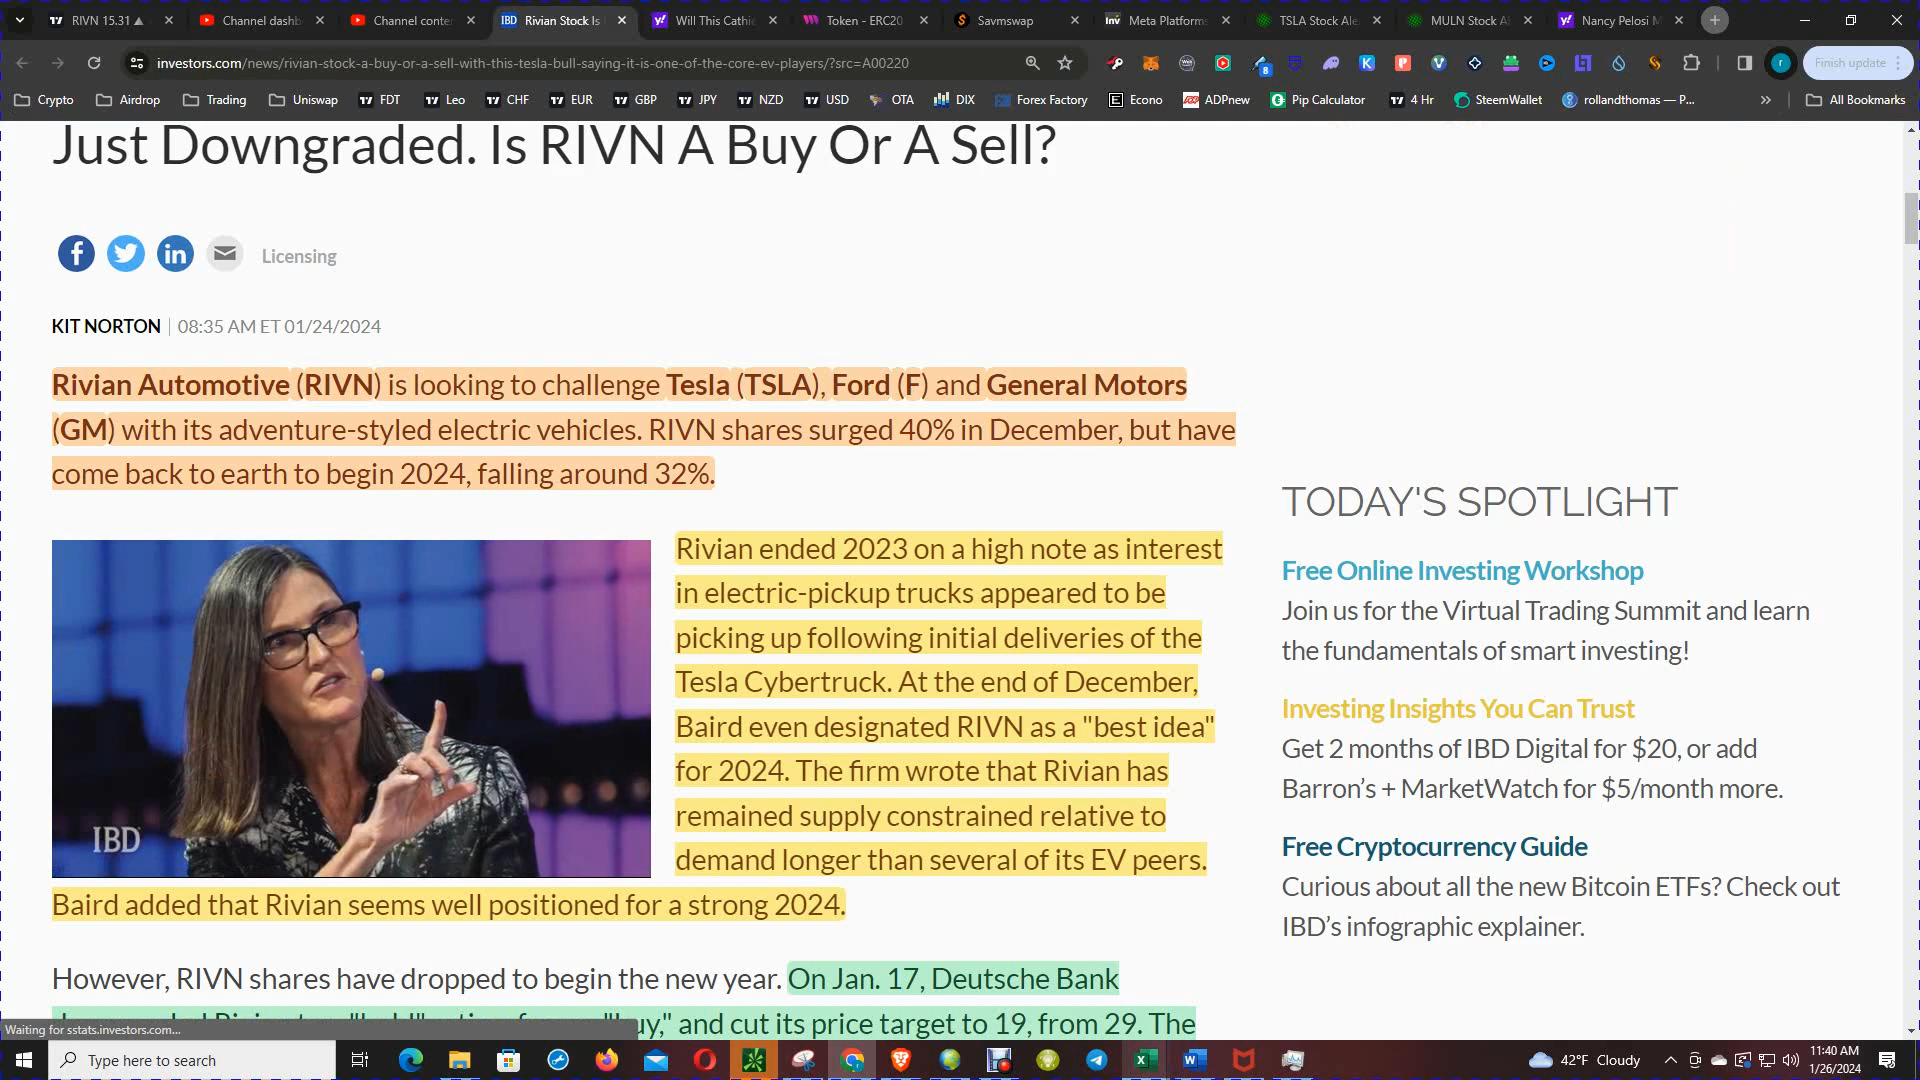 RIVN 15.31 ▲
Channel dashb
Channel conter
Rivian Stock Is
Will This Cathie
Token - ERC20
Savmswap
Meta Platforms
TSLA Stock Ale
MULN Stock A
Nancy Pelosi M
investors.com/news/rivian-stock-a-buy-or-a-sell-with-this-tesla-bull-saying-it-is-one-of-the-core-ev-players/?src=A00220
Finish update
Crypto Airdrop Trading Uniswap FDT Leo CHF EUR GBP JPY NZD USD OTA DIX Forex Factory Econo ADPnew Pip Calculator 4 Hr SteemWallet rollandthomas — P... » All Bookmarks
Just Downgraded. Is RIVN A Buy Or A Sell?
Licensing
KIT NORTON | 08:35 AM ET 01/24/2024
Rivian Automotive (RIVN) is looking to challenge Tesla (TSLA), Ford (F) and General Motors
(GM) with its adventure-styled electric vehicles. RIVN shares surged 40% in December, but have
come back to earth to begin 2024, falling around 32%.
IBD
Rivian ended 2023 on a high note as interest
in electric-pickup trucks appeared to be
picking up following initial deliveries of the
Tesla Cybertruck. At the end of December,
Baird even designated RIVN as a "best idea"
for 2024. The firm wrote that Rivian has
remained supply constrained relative to
demand longer than several of its EV peers.
Baird added that Rivian seems well positioned for a strong 2024.
However, RIVN shares have dropped to begin the new year. On Jan. 17, Deutsche Bank
and cut its price target to 19, from 29. The
TODAY'S SPOTLIGHT
Free Online Investing Workshop
Join us for the Virtual Trading Summit and learn
the fundamentals of smart investing!
Investing Insights You Can Trust
Get 2 months of IBD Digital for $20, or add
Barron's + MarketWatch for $5/month more.
Free Cryptocurrency Guide
Curious about all the new Bitcoin ETFs? Check out
IBD's infographic explainer.
Waiting for sstats.investors.com...
Type here to search
42°F Cloudy
11:40 AM
1/26/2024